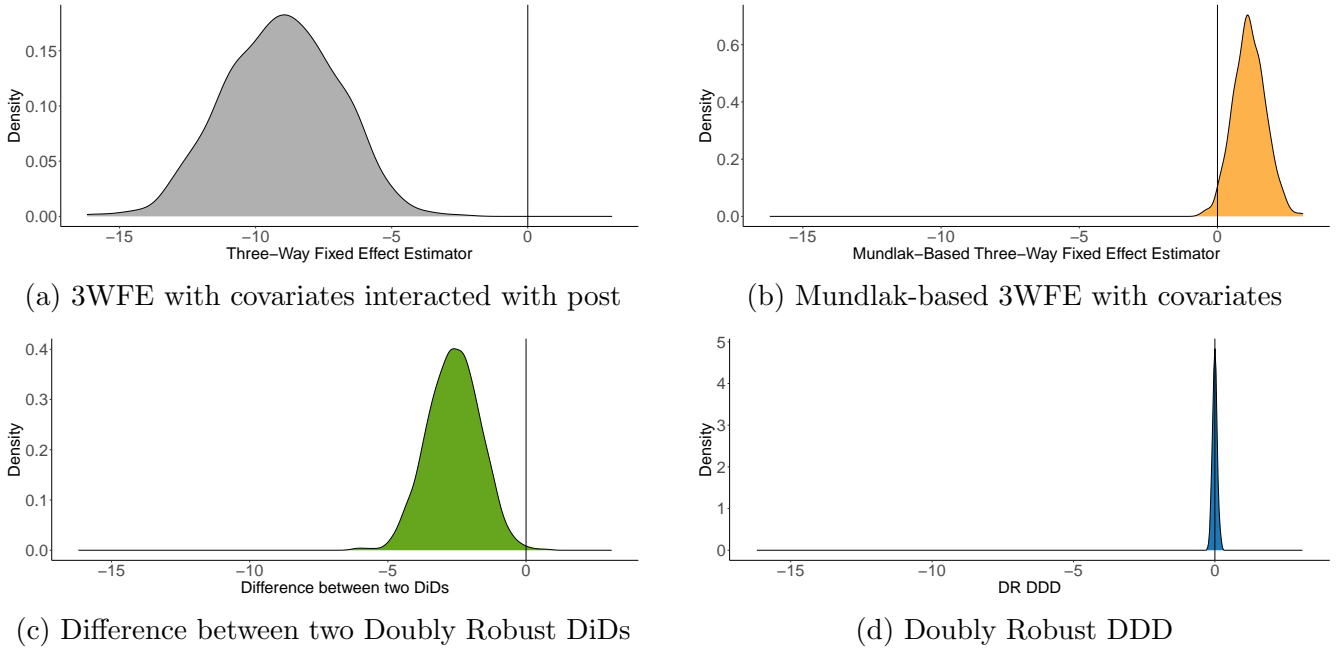 0.15
0.10
0.05
0.00
Density
−15
−10
−5
0
Three−Way Fixed Effect Estimator
(a) 3WFE with covariates interacted with post
0.6
0.4
0.2
0.0
Density
−15
−10
−5
0
Mundlak−Based Three−Way Fixed Effect Estimator
(b) Mundlak-based 3WFE with covariates
0.4
0.3
0.2
0.1
0.0
Density
−15
−10
−5
0
Difference between two DiDs
(c) Difference between two Doubly Robust DiDs
5
4
3
2
1
0
Density
−15
−10
−5
0
DR DDD
(d) Doubly Robust DDD